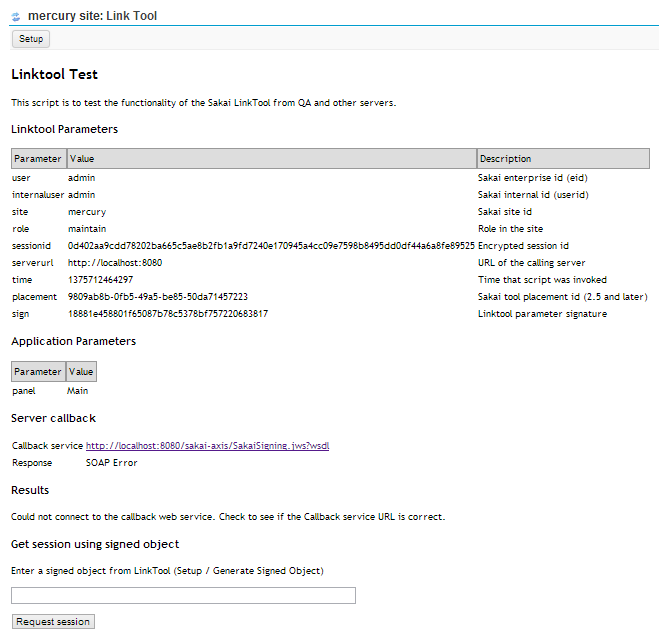 mercury site: Link Tool
Setup
Linktool Test
This script is to test the functionality of the Sakai LinkTool from QA and other servers.
Linktool Parameters
Parameter Value Description
user admin Sakai enterprise id (eid)
internaluser admin Sakai internal id (userid)
site mercury Sakai site id
role maintain Role in the site
sessionid 0d402aa9cdd78202ba665c5ae8b2fb1a9fd7240e170945a4cc09e7598b8495dd0df44a6a8fe89525 Encrypted session id
serverurl http://localhost:8080 URL of the calling server
time 1375712464297 Time that script was invoked
placement 9809ab8b-0fb5-49a5-be85-50da71457223 Sakai tool placement id (2.5 and later)
sign 18881e458801f65087b78c5378bf757220683817 Linktool parameter signature
Application Parameters
Parameter Value
panel Main
Server callback
Callback service http://localhost:8080/sakai-axis/SakaiSigning.jws?wsdl
Response SOAP Error
Results
Could not connect to the callback web service. Check to see if the Callback service URL is correct.
Get session using signed object
Enter a signed object from LinkTool (Setup / Generate Signed Object)
Request session